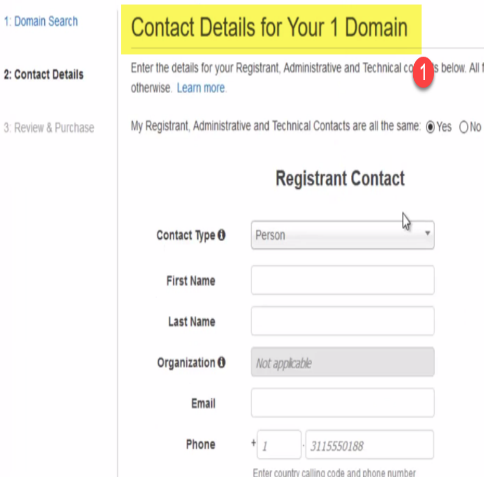 1: Domain Search
2: Contact Details
3: Review & Purchase
Contact Details for Your 1 Domain
Enter the details for your Registrant, Administrative and Technical co 1 s below. All f
otherwise. Learn more.
My Registrant, Administrative and Technical Contacts are all the same: Yes No
Registrant Contact
Contact Type Person
First Name
Last Name
Organization Not applicable
Email
Phone + 1 . 3115550188
Enter country calling code and phone number